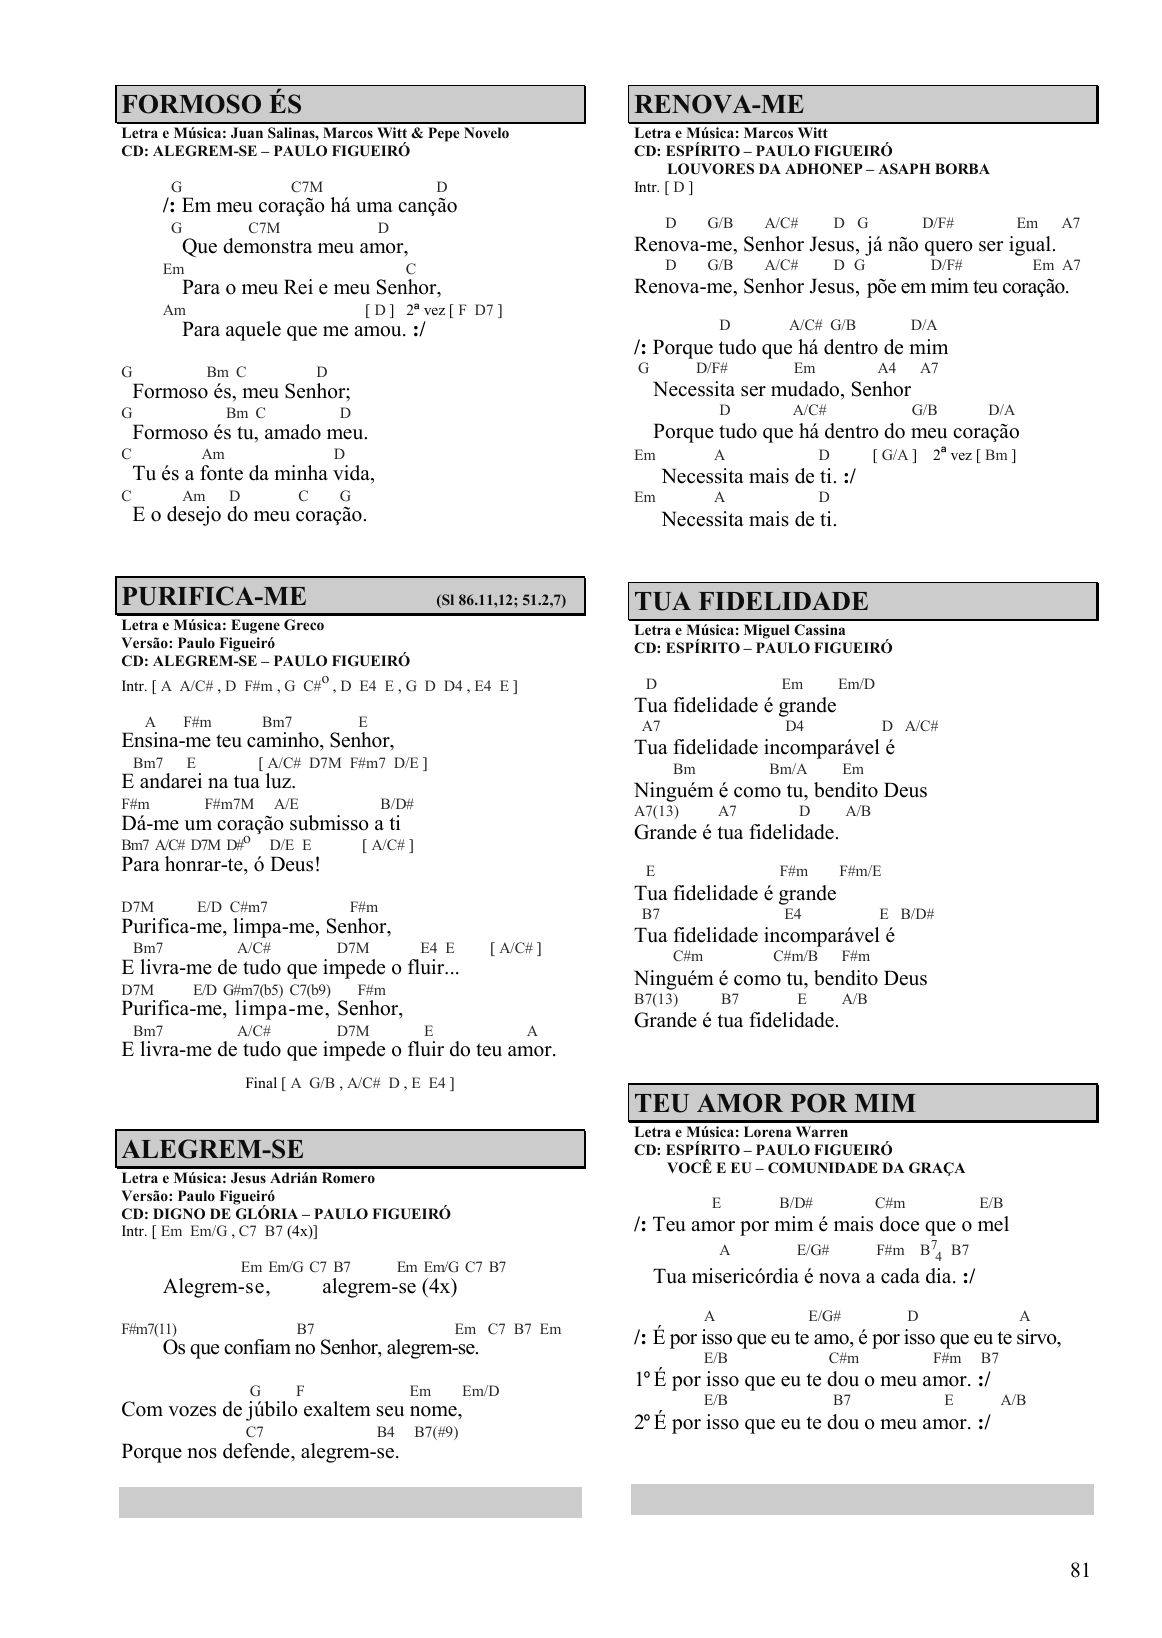 FORMOSO ÉS
Letra e Música: Juan Salinas, Marcos Witt & Pepe Novelo
CD: ALEGREM-SE – PAULO FIGUEIRÓ
G C7M D
/: Em meu coração há uma canção
G C7M D
Que demonstra meu amor,
Em C
Para o meu Rei e meu Senhor,
Am [ D ] 2ª vez [ F D7 ]
Para aquele que me amou. :/
G Bm C D
Formoso és, meu Senhor;
G Bm C D
Formoso és tu, amado meu.
C Am D
Tu és a fonte da minha vida,
C Am D C G
E o desejo do meu coração.
PURIFICA-ME (Sl 86.11,12; 51.2,7)
Letra e Música: Eugene Greco
Versão: Paulo Figueiró
CD: ALEGREM-SE – PAULO FIGUEIRÓ
Intr. [ A A/C# , D F#m , G C#º , D E4 E , G D D4 , E4 E ]
A F#m Bm7 E
Ensina-me teu caminho, Senhor,
Bm7 E [ A/C# D7M F#m7 D/E ]
E andarei na tua luz.
F#m F#m7M A/E B/D#
Dá-me um coração submisso a ti
Bm7 A/C# D7M D#º D/E E [ A/C# ]
Para honrar-te, ó Deus!
D7M E/D C#m7 F#m
Purifica-me, limpa-me, Senhor,
Bm7 A/C# D7M E4 E [ A/C# ]
E livra-me de tudo que impede o fluir...
D7M E/D G#m7(b5) C7(b9) F#m
Purifica-me, limpa-me, Senhor,
Bm7 A/C# D7M E A
E livra-me de tudo que impede o fluir do teu amor.
Final [ A G/B , A/C# D , E E4 ]
ALEGREM-SE
Letra e Música: Jesus Adrián Romero
Versão: Paulo Figueiró
CD: DIGNO DE GLÓRIA – PAULO FIGUEIRÓ
Intr. [ Em Em/G , C7 B7 (4x)]
Em Em/G C7 B7 Em Em/G C7 B7
Alegrem-se, alegrem-se (4x)
F#m7(11) B7 Em C7 B7 Em
Os que confiam no Senhor, alegrem-se.
G F Em Em/D
Com vozes de júbilo exaltem seu nome,
C7 B4 B7(#9)
Porque nos defende, alegrem-se.
RENOVA-ME
Letra e Música: Marcos Witt
CD: ESPÍRITO – PAULO FIGUEIRÓ
LOUVORES DA ADHONEP – ASAPH BORBA
Intr. [ D ]
D G/B A/C# D G D/F# Em A7
Renova-me, Senhor Jesus, já não quero ser igual.
D G/B A/C# D G D/F# Em A7
Renova-me, Senhor Jesus, põe em mim teu coração.
D A/C# G/B D/A
/: Porque tudo que há dentro de mim
G D/F# Em A4 A7
Necessita ser mudado, Senhor
D A/C# G/B D/A
Porque tudo que há dentro do meu coração
Em A D [ G/A ] 2ª vez [ Bm ]
Necessita mais de ti. :/
Em A D
Necessita mais de ti.
TUA FIDELIDADE
Letra e Música: Miguel Cassina
CD: ESPÍRITO – PAULO FIGUEIRÓ
D Em Em/D
Tua fidelidade é grande
A7 D4 D A/C#
Tua fidelidade incomparável é
Bm Bm/A Em
Ninguém é como tu, bendito Deus
A7(13) A7 D A/B
Grande é tua fidelidade.
E F#m F#m/E
Tua fidelidade é grande
B7 E4 E B/D#
Tua fidelidade incomparável é
C#m C#m/B F#m
Ninguém é como tu, bendito Deus
B7(13) B7 E A/B
Grande é tua fidelidade.
TEU AMOR POR MIM
Letra e Música: Lorena Warren
CD: ESPÍRITO – PAULO FIGUEIRÓ
VOCÊ E EU – COMUNIDADE DA GRAÇA
E B/D# C#m E/B
/: Teu amor por mim é mais doce que o mel
A E/G# F#m B⁷₄ B7
Tua misericórdia é nova a cada dia. :/
A E/G# D A
/: É por isso que eu te amo, é por isso que eu te sirvo,
E/B C#m F#m B7
1º É por isso que eu te dou o meu amor. :/
E/B B7 E A/B
2º É por isso que eu te dou o meu amor. :/
81